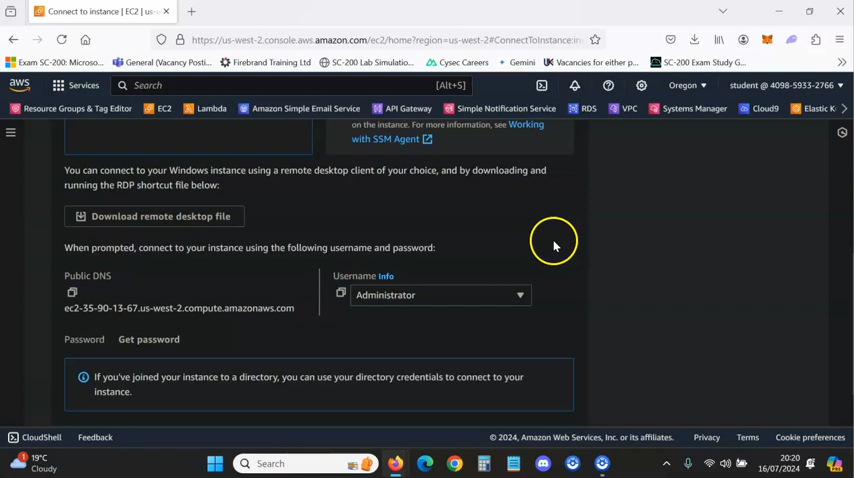 Connect to instance | EC2 | us-w
https://us-west-2.console.aws.amazon.com/ec2/home?region=us-west-2#ConnectToInstance:in
Exam SC-200: Microso...
General (Vacancy Posti...
Firebrand Training Ltd
SC-200 Lab Simulatio...
Cysec Careers
Gemini
Vacancies for either p...
SC-200 Exam Study G...
aws
Services
Search
[Alt+S]
Oregon
student @ 4098-5933-2766
Resource Groups & Tag Editor
EC2
Lambda
Amazon Simple Email Service
API Gateway
Simple Notification Service
RDS
VPC
Systems Manager
Cloud9
Elastic K
on the instance. For more information, see Working
with SSM Agent
You can connect to your Windows instance using a remote desktop client of your choice, and by downloading and
running the RDP shortcut file below:
Download remote desktop file
When prompted, connect to your instance using the following username and password:
Public DNS
ec2-35-90-13-67.us-west-2.compute.amazonaws.com
Username Info
Administrator
Password Get password
If you've joined your instance to a directory, you can use your directory credentials to connect to your
instance.
CloudShell
Feedback
© 2024, Amazon Web Services, Inc. or its affiliates.
Privacy
Terms
Cookie preferences
1
19°C
Cloudy
Search
20:20
16/07/2024